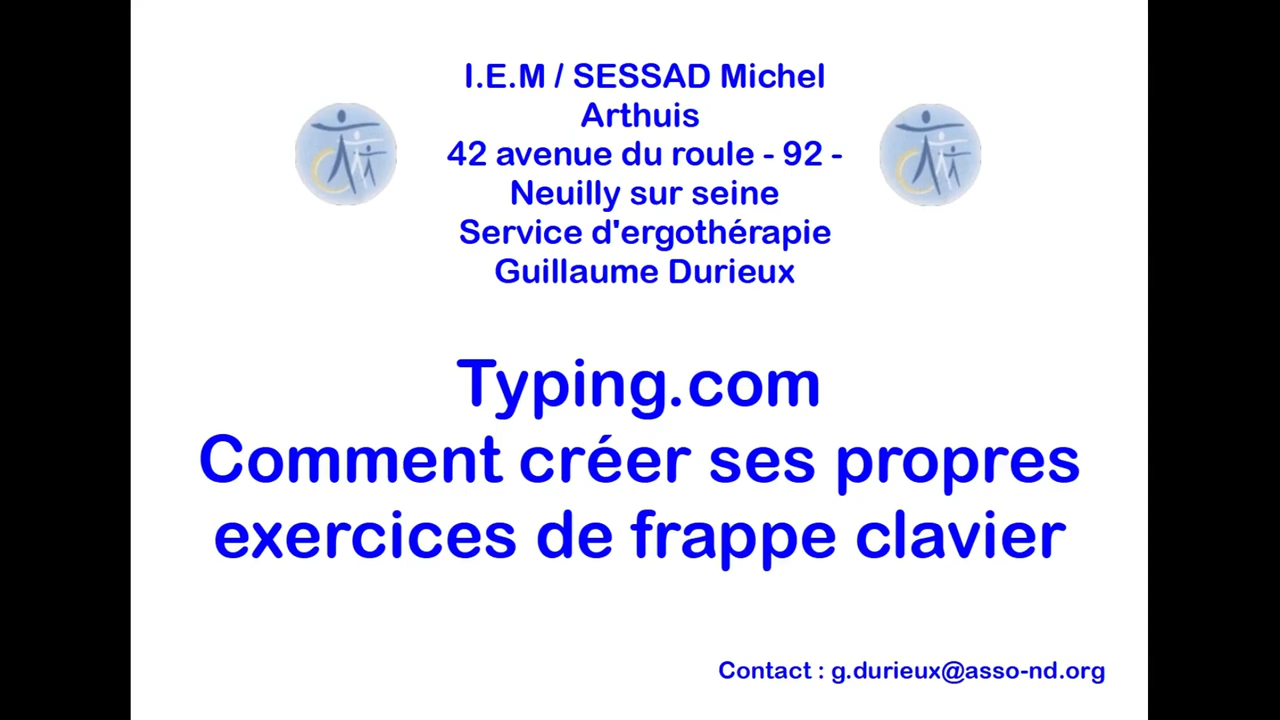 I.E.M / SESSAD Michel
Arthuis
42 avenue du roule - 92 -
Neuilly sur seine
Service d'ergothérapie
Guillaume Durieux
Typing.com
Comment créer ses propres
exercices de frappe clavier
Contact : g.durieux@asso-nd.org